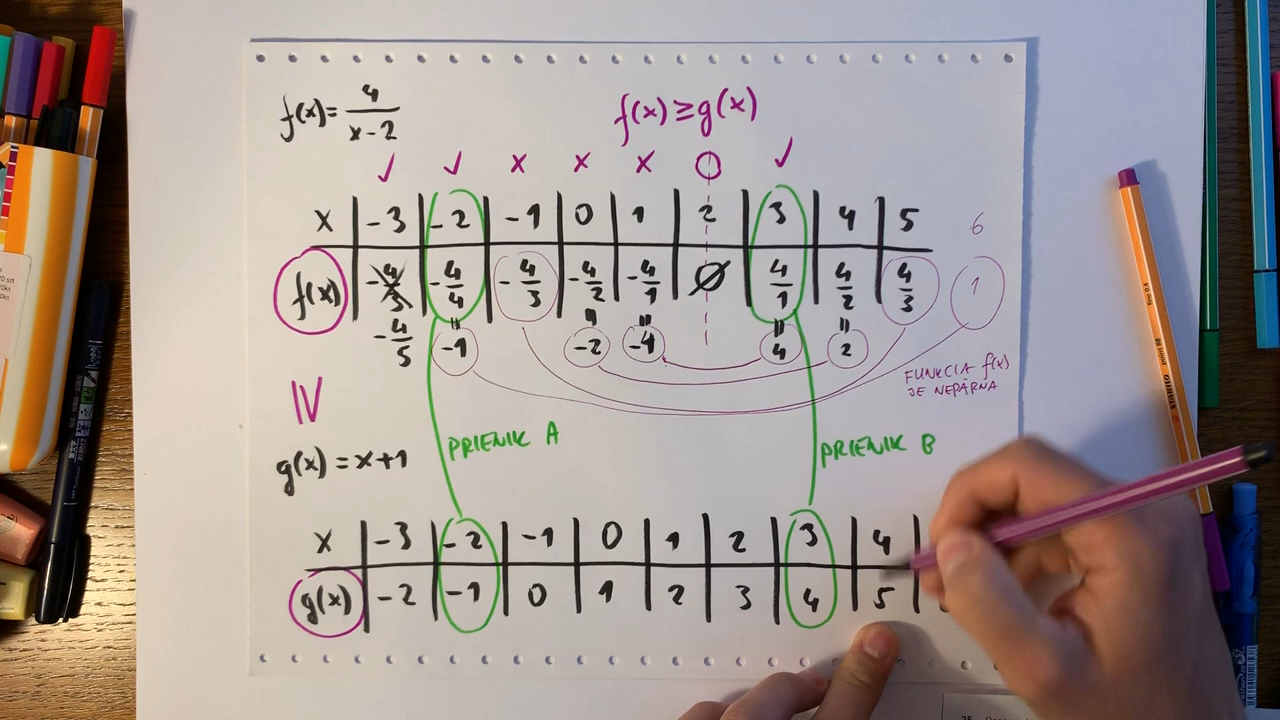 f(x) = 4/(x-2)
f(x) ≥ g(x)
✓ ✓ x x x O ✓
x | -3 | -2 | -1 | 0 | 1 | 2 | 3 | 4 | 5 6
f(x) | -4/4 | -4/3 | -4/2 | -4/1 | ∅ | 4/1 | 4/2 | 4/3 1
-4/5 = -1 = -2 = -4 = 4 = 2
FUNKCIA f(x)
JE NEPÁRNA
≥
PRIENIK A
PRIENIK B
g(x) = x+1
x | -3 | -2 | -1 | 0 | 1 | 2 | 3 | 4
g(x) | -2 | -1 | 0 | 1 | 2 | 3 | 4 | 5
STABILO